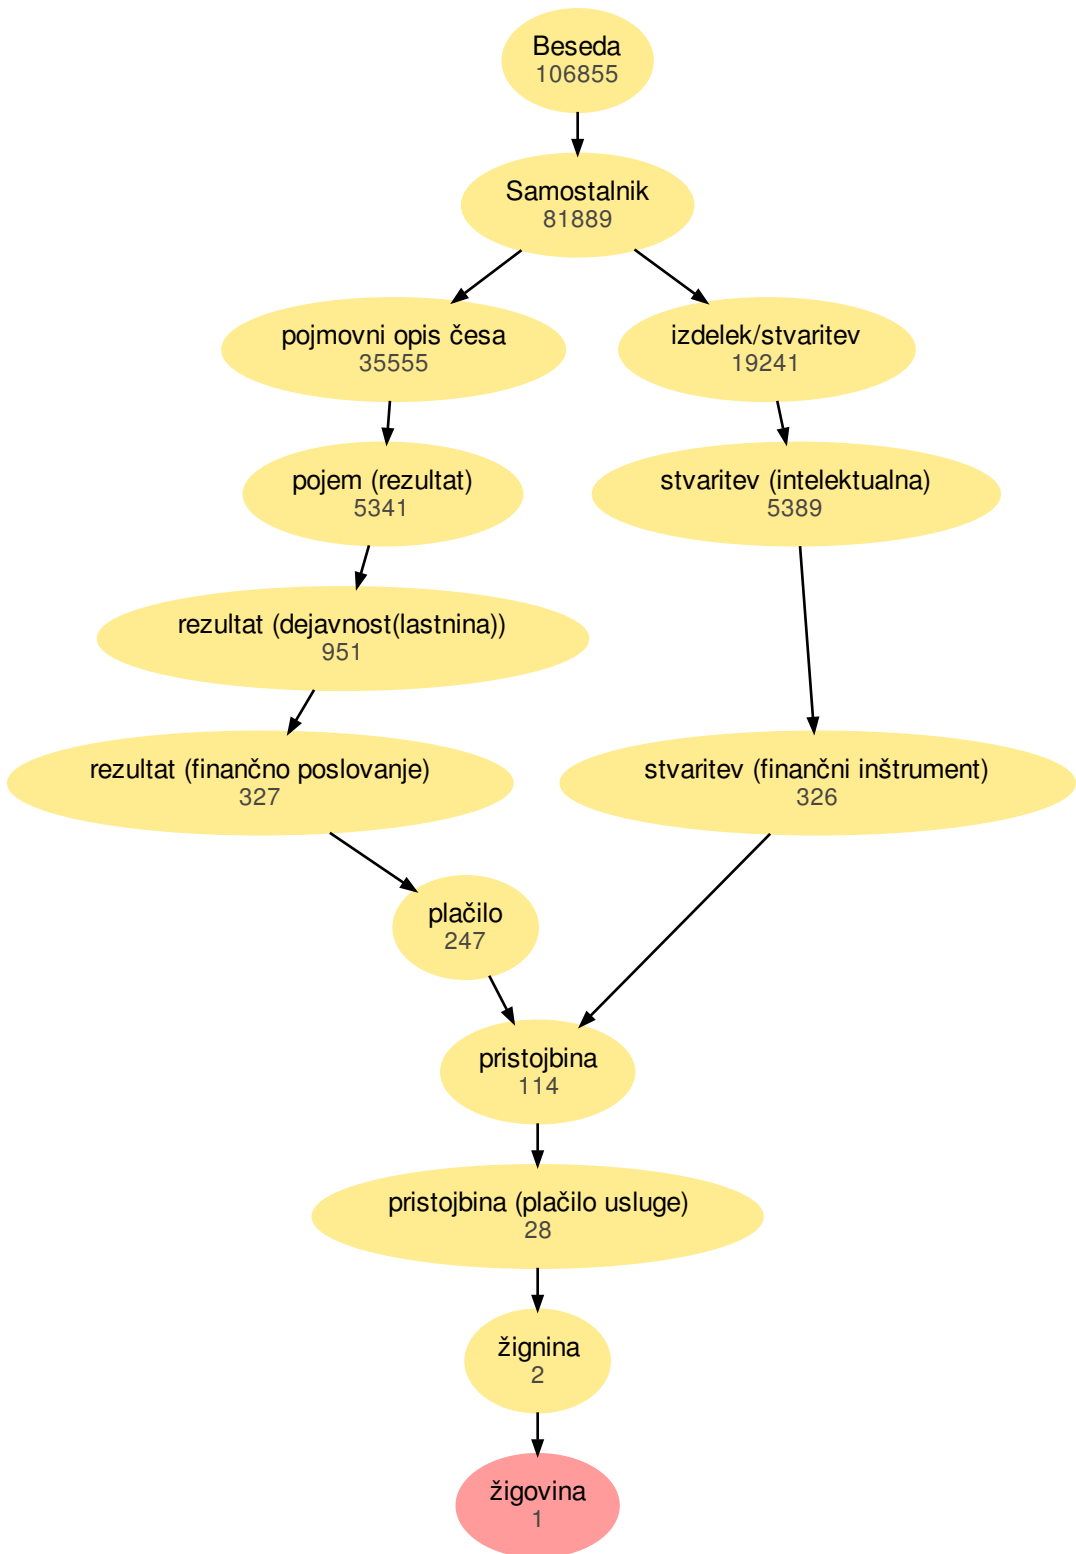 Beseda
106855
Samostalnik
81889
pojmovni opis česa
35555
izdelek/stvaritev
19241
pojem (rezultat)
5341
stvaritev (intelektualna)
5389
rezultat (dejavnost(lastnina))
951
rezultat (finančno poslovanje)
327
stvaritev (finančni inštrument)
326
plačilo
247
pristojbina
114
pristojbina (plačilo usluge)
28
žignina
2
žigovina
1